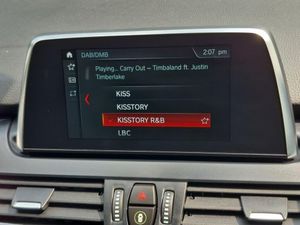 DAB/DMB
2:07 pm
Playing.. Carry Out – Timbaland ft. Justin
Timberlake
KISS
KISSTORY
KISSTORY R&B
LBC